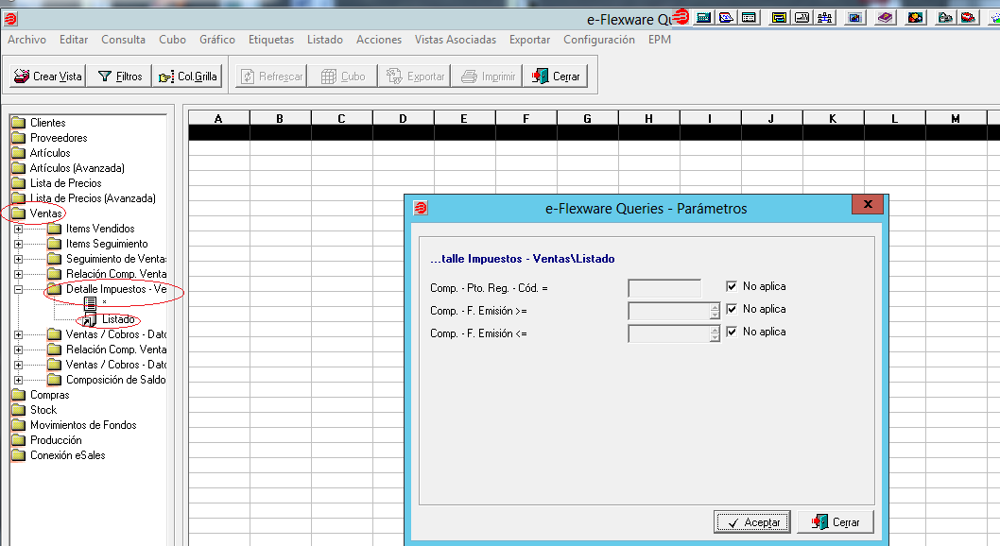 e-Flexware Qu
Archivo Editar Consulta Cubo Gráfico Etiquetas Listado Acciones Vistas Asociadas Exportar Configuración EPM
Crear Vista Filtros Col.Grilla Refrescar Cubo Exportar Imprimir Cerrar
A B C D E F G H I J K L M
Clientes
Proveedores
Artículos
Artículos (Avanzada)
Lista de Precios
Lista de Precios (Avanzada)
Ventas
Items Vendidos
Items Seguimiento
Seguimiento de Ventas
Relación Comp. Venta
Detalle Impuestos - Ve
*
Listado
Ventas / Cobros - Dato
Relación Comp. Venta
Ventas / Cobros - Dato
Composición de Saldo
Compras
Stock
Movimientos de Fondos
Producción
Conexión eSales
e-Flexware Queries - Parámetros
...talle Impuestos - Ventas\Listado
Comp. - Pto. Reg. - Cód. = No aplica
Comp. - F. Emisión >= No aplica
Comp. - F. Emisión <= No aplica
Aceptar Cerrar